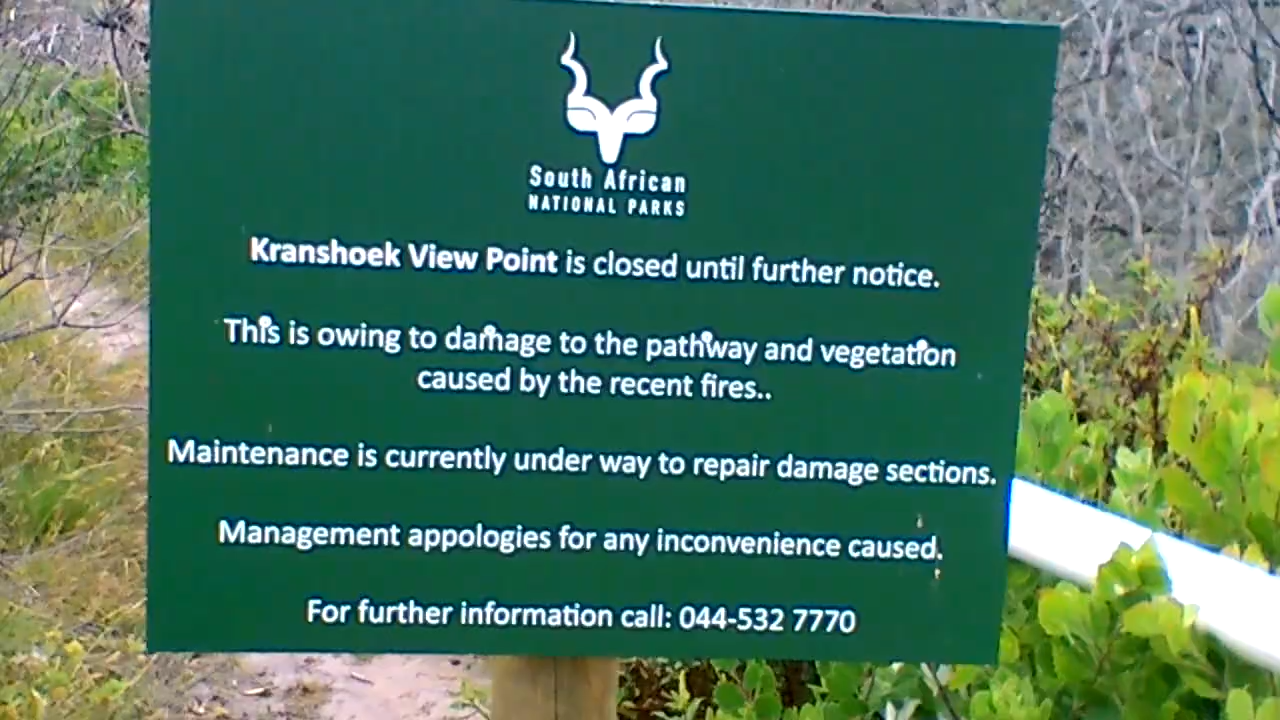 South African
NATIONAL PARKS
Kranshoek View Point is closed until further notice.
This is owing to damage to the pathway and vegetation
caused by the recent fires..
Maintenance is currently under way to repair damage sections.
Management appologies for any inconvenience caused.
For further information call: 044-532 7770